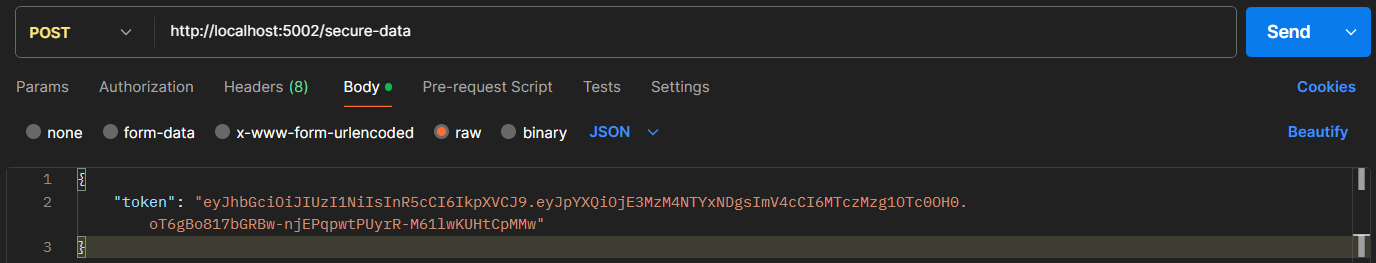 POST http://localhost:5002/secure-data Send
Params Authorization Headers (8) Body Pre-request Script Tests Settings Cookies
none form-data x-www-form-urlencoded raw binary JSON Beautify
1 {
2 "token": "eyJhbGciOiJIUzI1NiIsInR5cCI6IkpXVCJ9.eyJpYXQiOjE3MzM4NTYxNDgsImV4cCI6MTczMzg1OTc0OH0.
oT6gBo817bGRBw-njEPqpwtPUyrR-M61lwKUHtCpMMw"
3 }